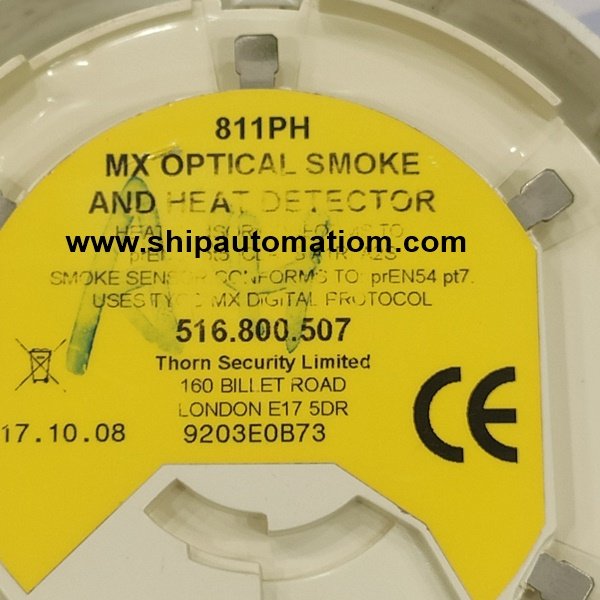 811PH
MX OPTICAL SMOKE
AND HEAT DETECTOR
www.shipautomatiom.com
SMOKE SENSOR CONFORMS TO: prEN54 pt7.
USES TYCO MX DIGITAL PROTOCOL
516.800.507
Thorn Security Limited
160 BILLET ROAD
LONDON E17 5DR
17.10.08 9203E0B73
CE